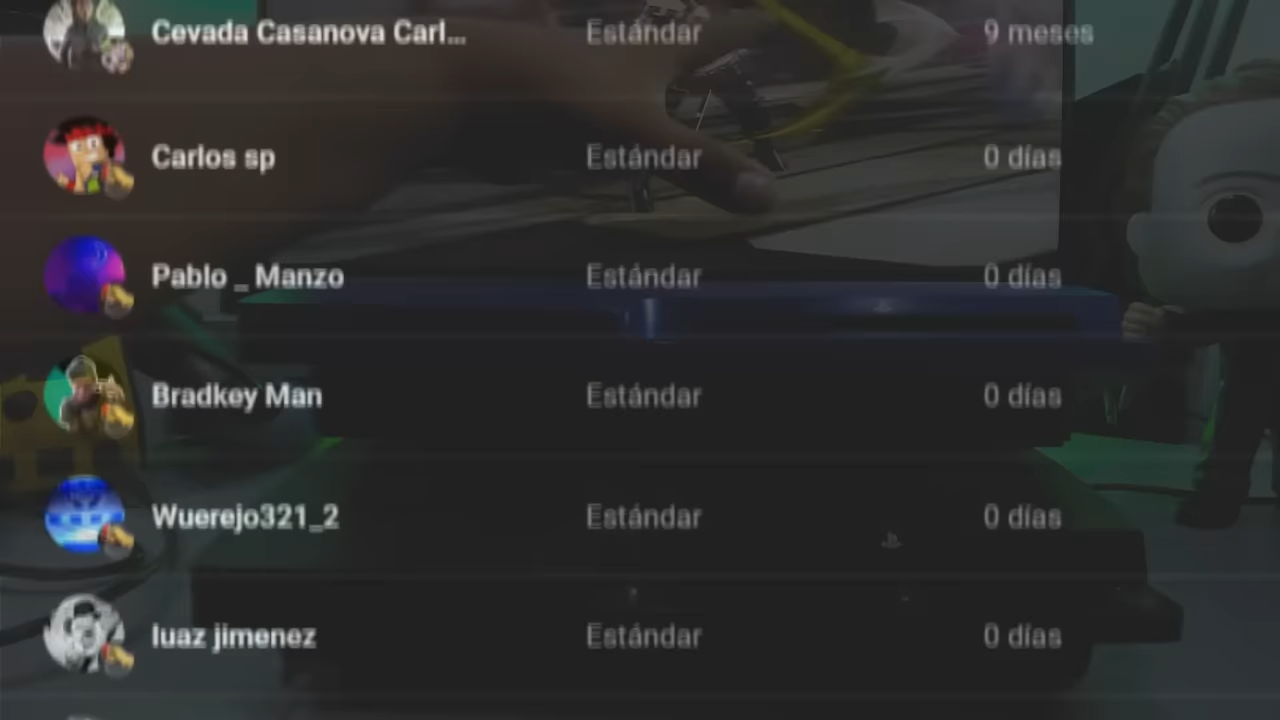 Cevada Casanova Carl... Estándar 9 meses
Carlos sp Estándar 0 días
Pablo _ Manzo Estándar 0 días
Bradkey Man Estándar 0 días
Wuerejo321_2 Estándar 0 días
luaz jimenez Estándar 0 días